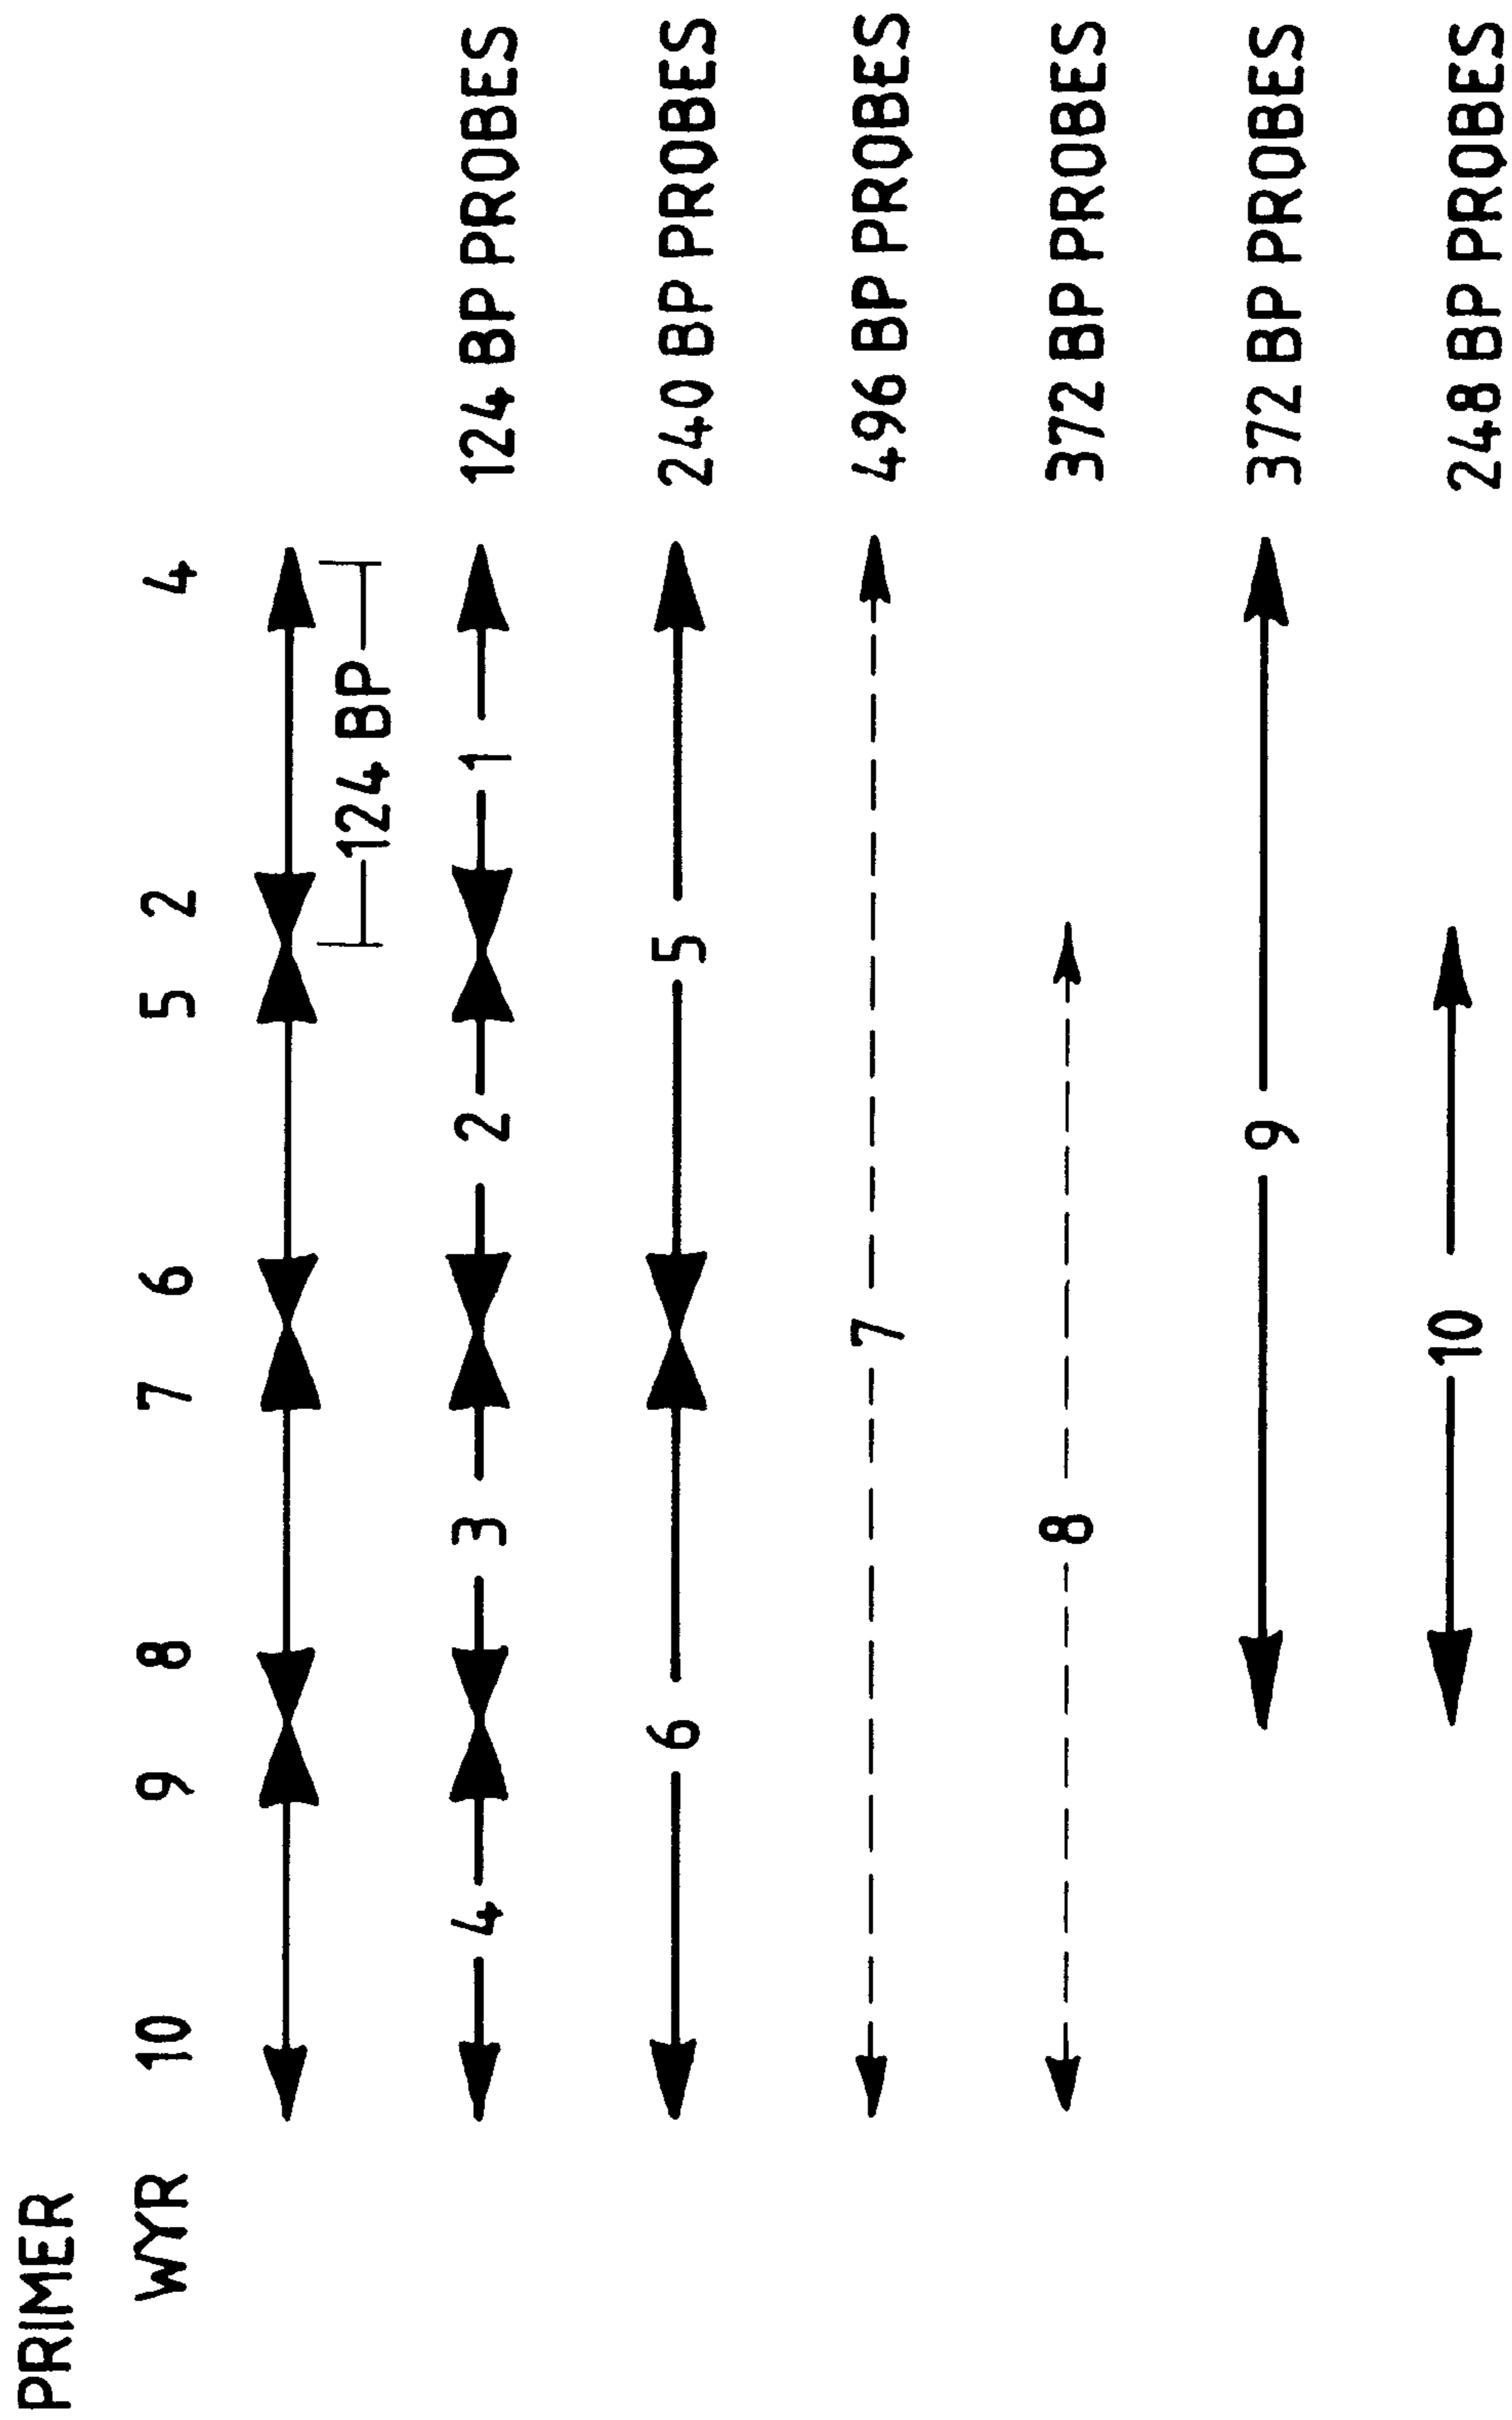 PRIMER
WYR 10 9 8 7 6 5 2 4
124 BP
4 3 2 1 124 BP PROBES
6 5 240 BP PROBES
7 496 BP PROBES
8 372 BP PROBES
9 372 BP PROBES
10 248 BP PROBES